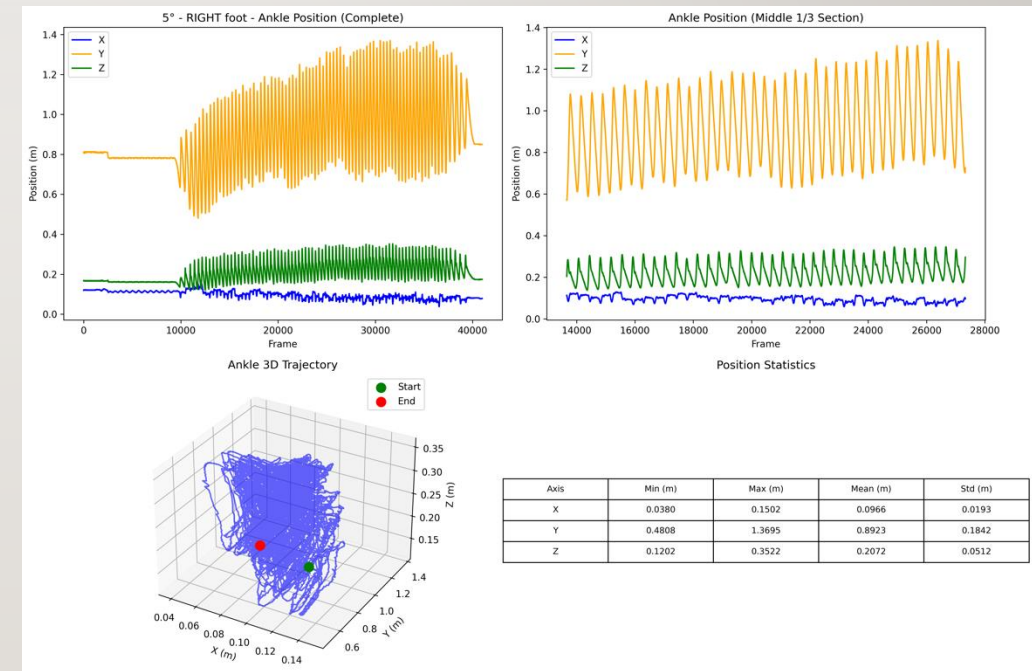 5° - RIGHT foot - Ankle Position (Complete)
X
Y
Z
1.4
1.2
1.0
0.8
0.6
0.4
0.2
0.0
Position (m)
0
10000
20000
30000
40000
Frame
Ankle Position (Middle 1/3 Section)
X
Y
Z
1.4
1.2
1.0
0.8
0.6
0.4
0.2
0.0
Position (m)
14000
16000
18000
20000
22000
24000
26000
28000
Frame
Ankle 3D Trajectory
Start
End
0.35
0.30
0.25
0.20
0.15
Z (m)
1.4
1.2
1.0
0.8
0.6
Y (m)
0.04
0.06
0.08
0.10
0.12
0.14
X (m)
Position Statistics
Axis Min (m) Max (m) Mean (m) Std (m)
X 0.0380 0.1502 0.0966 0.0193
Y 0.4808 1.3695 0.8923 0.1842
Z 0.1202 0.3522 0.2072 0.0512